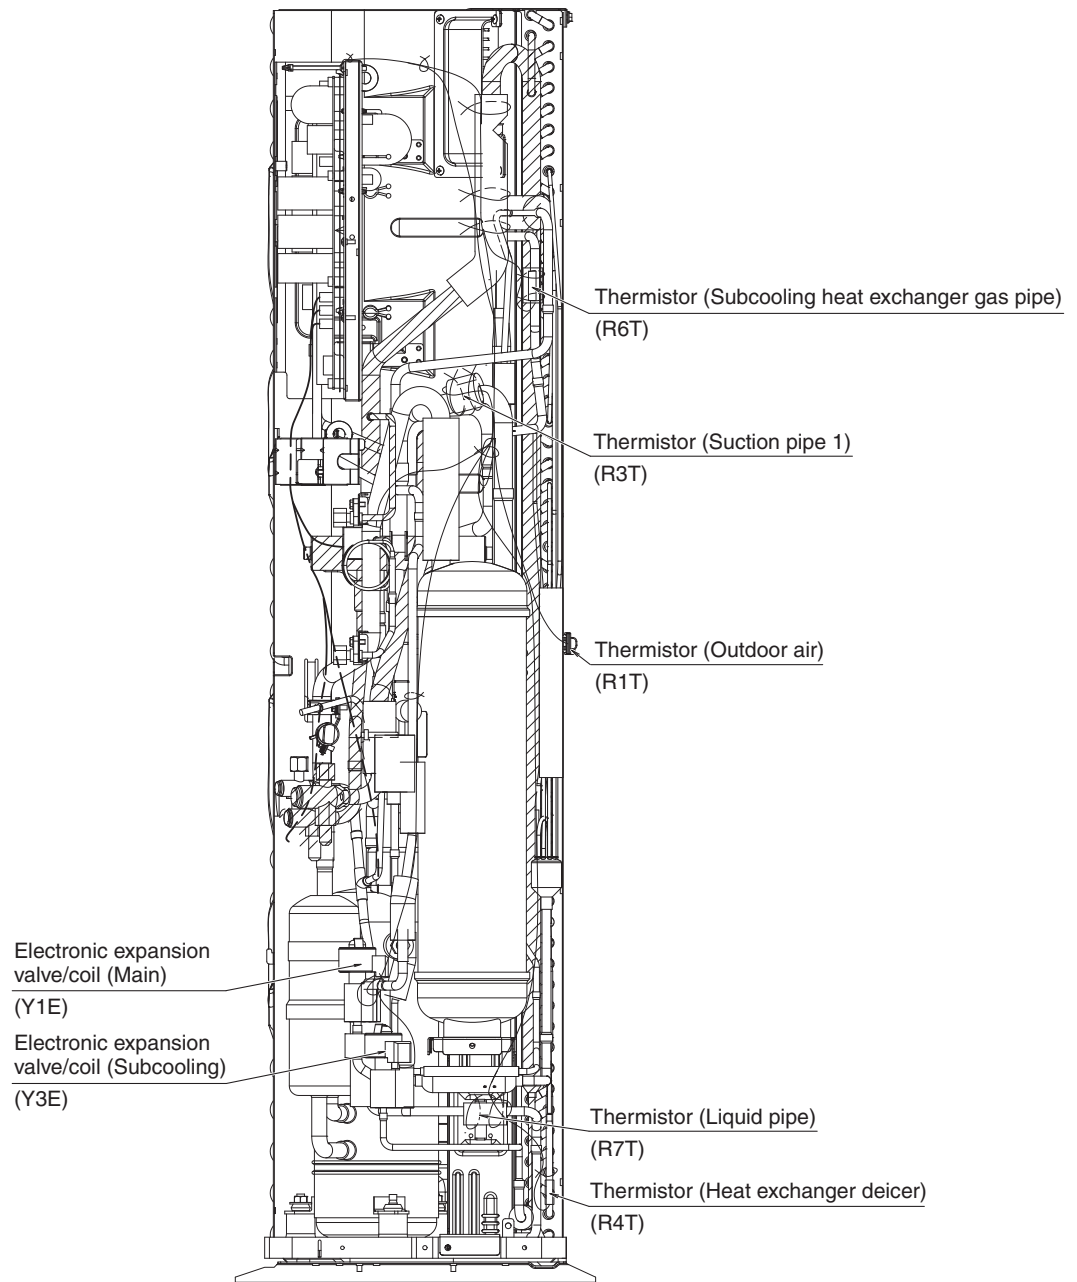 Thermistor (Subcooling heat exchanger gas pipe)
(R6T)
Thermistor (Suction pipe 1)
(R3T)
Thermistor (Outdoor air)
(R1T)
Electronic expansion
valve/coil (Main)
(Y1E)
Electronic expansion
valve/coil (Subcooling)
(Y3E)
Thermistor (Liquid pipe)
(R7T)
Thermistor (Heat exchanger deicer)
(R4T)